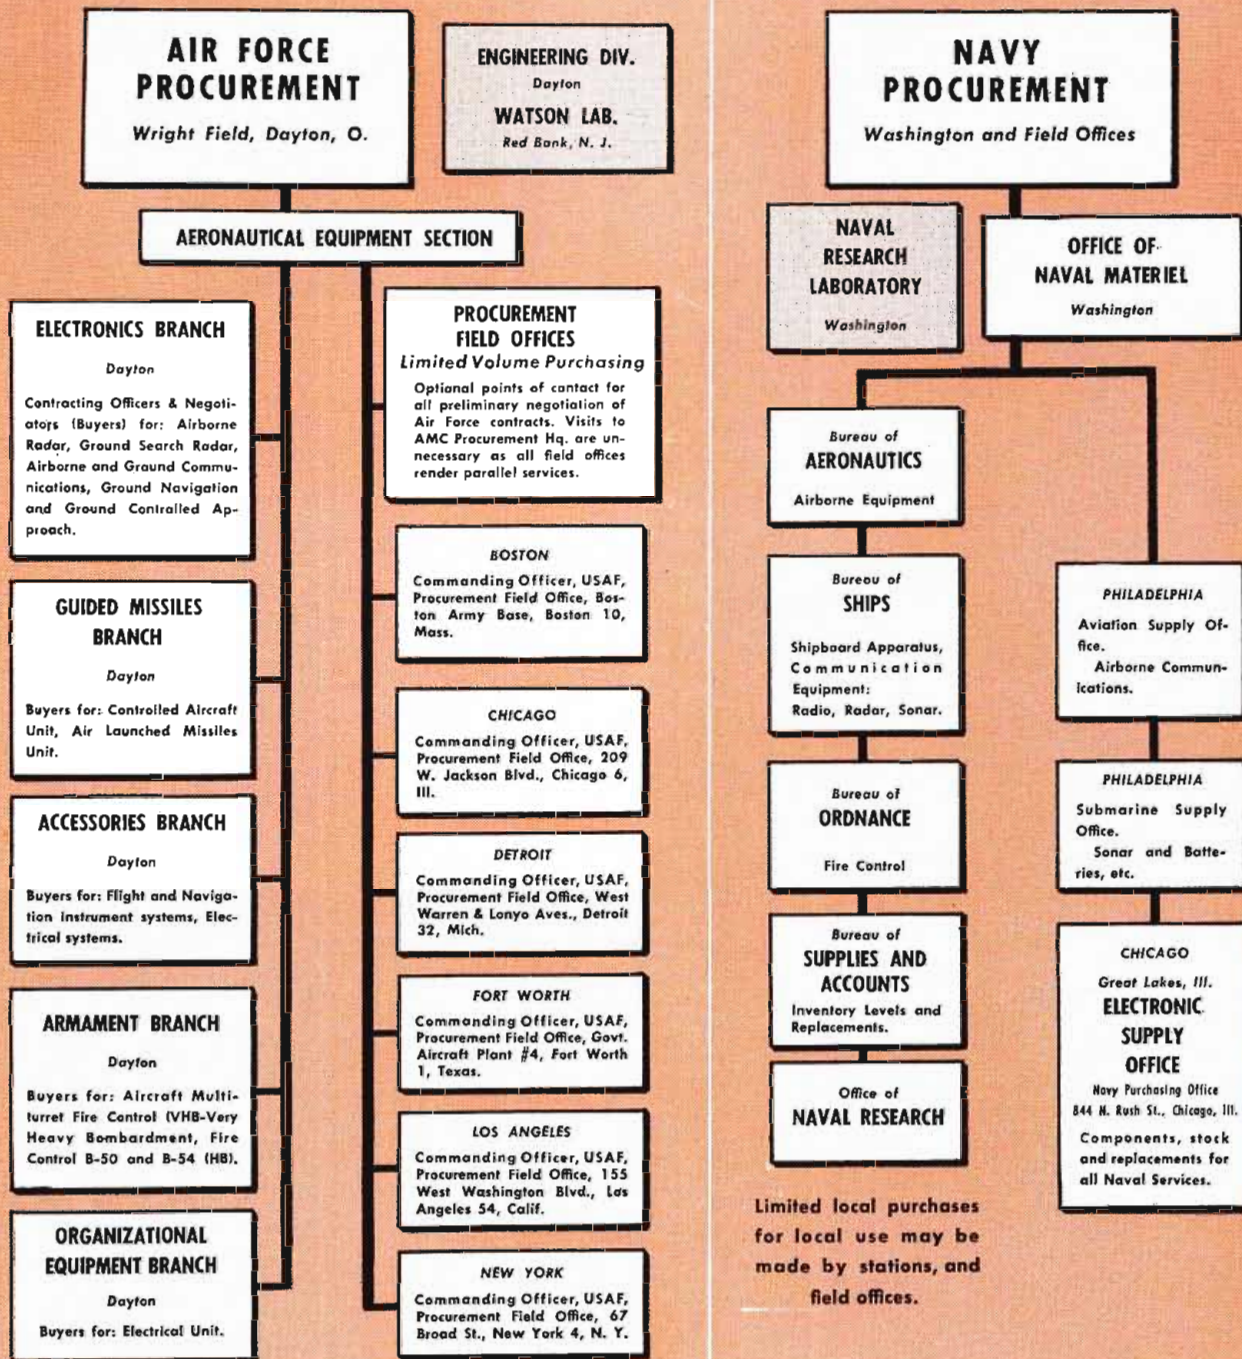 AIR FORCE
PROCUREMENT
Wright Field, Dayton, O.
ENGINEERING DIV.
Dayton
WATSON LAB.
Red Bank, N. J.
AERONAUTICAL EQUIPMENT SECTION
ELECTRONICS BRANCH
Dayton
Contracting Officers & Negoti-
ators (Buyers) for: Airborne
Radar, Ground Search Radar,
Airborne and Ground Commu-
nications, Ground Navigation
and Ground Controlled Ap-
proach.
GUIDED MISSILES
BRANCH
Dayton
Buyers for: Controlled Aircraft
Unit, Air Launched Missiles
Unit.
ACCESSORIES BRANCH
Dayton
Buyers for: Flight and Naviga-
tion instrument systems, Elec-
trical systems.
ARMAMENT BRANCH
Dayton
Buyers for: Aircraft Multi-
turret Fire Control (VHB-Very
Heavy Bombardment, Fire
Control B-50 and B-54 (HB).
ORGANIZATIONAL
EQUIPMENT BRANCH
Dayton
Buyers for: Electrical Unit.
PROCUREMENT
FIELD OFFICES
Limited Volume Purchasing
Optional points of contact for
all preliminary negotiation of
Air Force contracts. Visits to
AMC Procurement Hq. are un-
necessary as all field offices
render parallel services.
BOSTON
Commanding Officer, USAF,
Procurement Field Office, Bos-
ton Army Base, Boston 10,
Mass.
CHICAGO
Commanding Officer, USAF,
Procurement Field Office, 209
W. Jackson Blvd., Chicago 6,
Ill.
DETROIT
Commanding Officer, USAF,
Procurement Field Office, West
Warren & Lonyo Aves., Detroit
32, Mich.
FORT WORTH
Commanding Officer, USAF,
Procurement Field Office, Govt.
Aircraft Plant #4, Fort Worth
1, Texas.
LOS ANGELES
Commanding Officer, USAF,
Procurement Field Office, 155
West Washington Blvd., Los
Angeles 54, Calif.
NEW YORK
Commanding Officer, USAF,
Procurement Field Office, 67
Broad St., New York 4, N. Y.
NAVY
PROCUREMENT
Washington and Field Offices
NAVAL
RESEARCH
LABORATORY
Washington
OFFICE OF
NAVAL MATERIEL
Washington
Bureau of
AERONAUTICS
Airborne Equipment
Bureau of
SHIPS
Shipboard Apparatus,
Communication
Equipment:
Radio, Radar, Sonar.
Bureau of
ORDNANCE
Fire Control
Bureau of
SUPPLIES AND
ACCOUNTS
Inventory Levels and
Replacements.
Office of
NAVAL RESEARCH
Limited local purchases
for local use may be
made by stations, and
field offices.
PHILADELPHIA
Aviation Supply Of-
fice.
Airborne Commun-
ications.
PHILADELPHIA
Submarine Supply
Office.
Sonar and Batte-
ries, etc.
CHICAGO
Great Lakes, Ill.
ELECTRONIC
SUPPLY
OFFICE
Navy Purchasing Office
844 N. Rush St., Chicago, Ill.
Components, stock
and replacements for
all Naval Services.